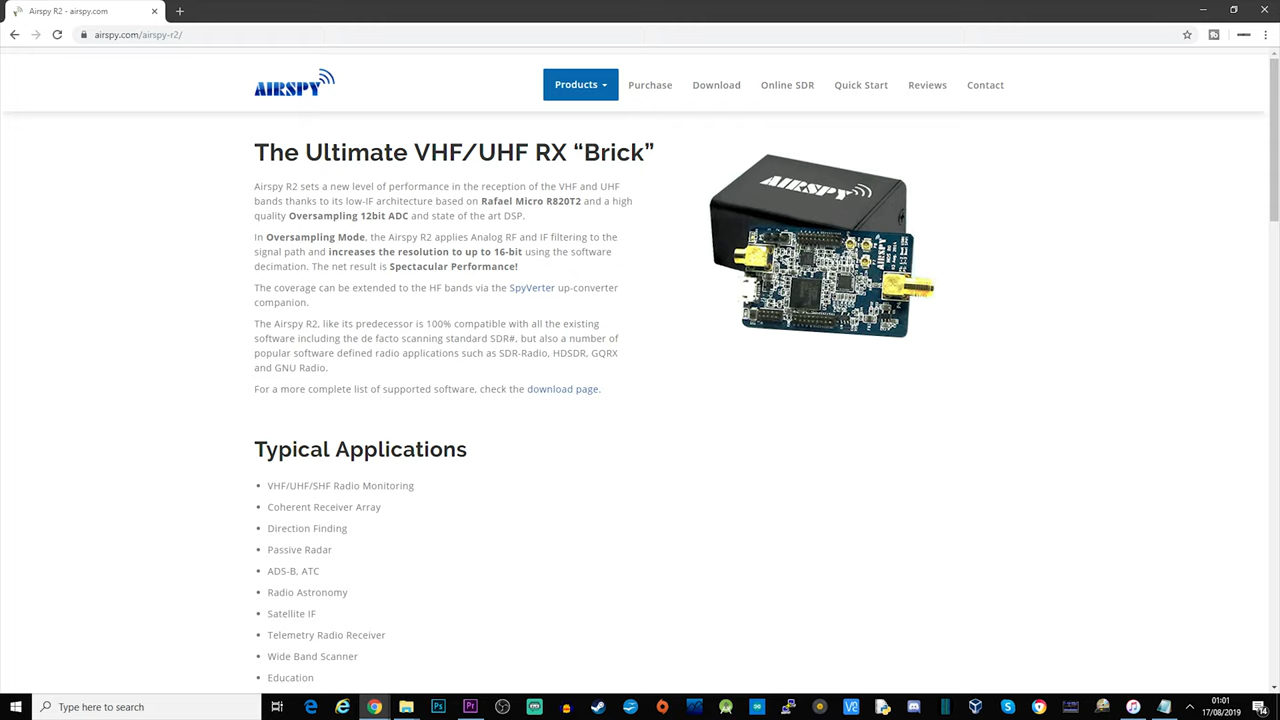 Airspy R2 - airspy.com
airspy.com/airspy-r2/
AIRSPY
Products
Purchase
Download
Online SDR
Quick Start
Reviews
Contact
The Ultimate VHF/UHF RX “Brick”
Airspy R2 sets a new level of performance in the reception of the VHF and UHF
bands thanks to its low-IF architecture based on Rafael Micro R820T2 and a high
quality Oversampling 12bit ADC and state of the art DSP.
In Oversampling Mode, the Airspy R2 applies Analog RF and IF filtering to the
signal path and increases the resolution to up to 16-bit using the software
decimation. The net result is Spectacular Performance!
The coverage can be extended to the HF bands via the SpyVerter up-converter
companion.
The Airspy R2, like its predecessor is 100% compatible with all the existing
software including the de facto scanning standard SDR#, but also a number of
popular software defined radio applications such as SDR-Radio, HDSDR, GQRX
and GNU Radio.
For a more complete list of supported software, check the download page.
AIRSPY
AIRSPY
Typical Applications
VHF/UHF/SHF Radio Monitoring
Coherent Receiver Array
Direction Finding
Passive Radar
ADS-B, ATC
Radio Astronomy
Satellite IF
Telemetry Radio Receiver
Wide Band Scanner
Education
Type here to search
Ps
Pr
01:01
17/08/2019
14